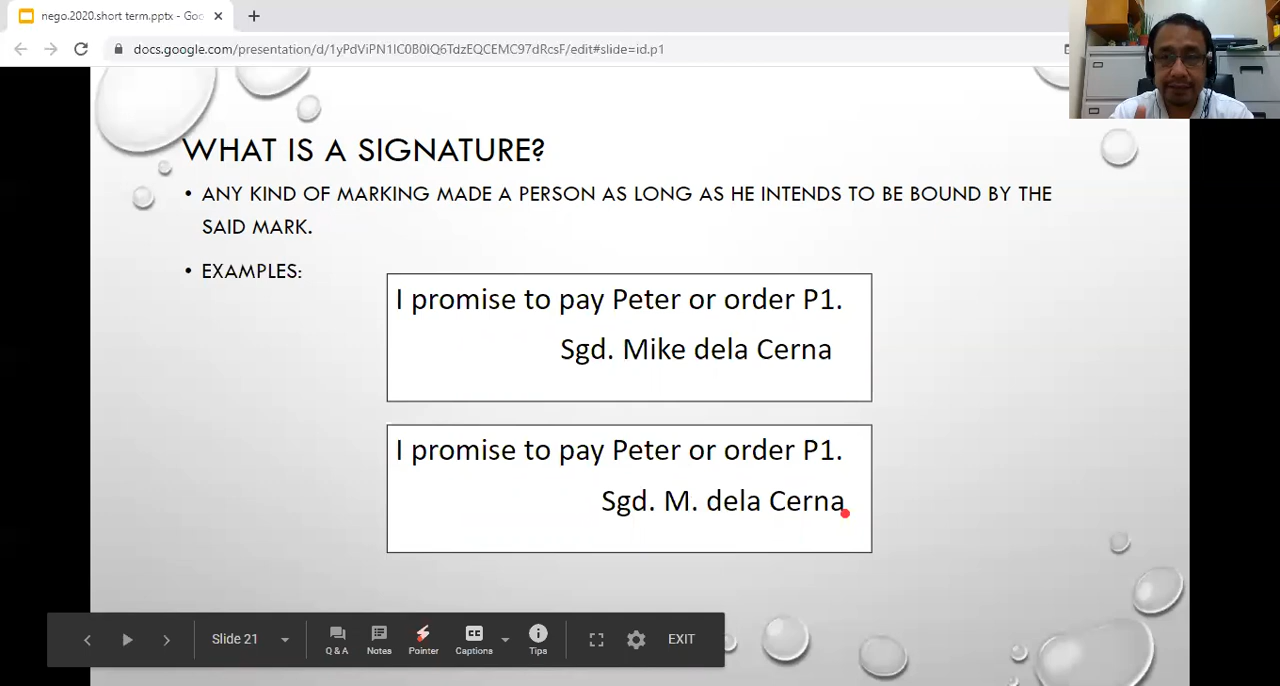 nego.2020.short term.pptx - Goo
docs.google.com/presentation/d/1yPdViPN1lC0B0IQ6TdzEQCEMC97dRcsF/edit#slide=id.p1
WHAT IS A SIGNATURE?
• ANY KIND OF MARKING MADE A PERSON AS LONG AS HE INTENDS TO BE BOUND BY THE
SAID MARK.
• EXAMPLES:
I promise to pay Peter or order P1.
Sgd. Mike dela Cerna
I promise to pay Peter or order P1.
Sgd. M. dela Cerna
Slide 21
Q & A
Notes
Pointer
Captions
Tips
EXIT